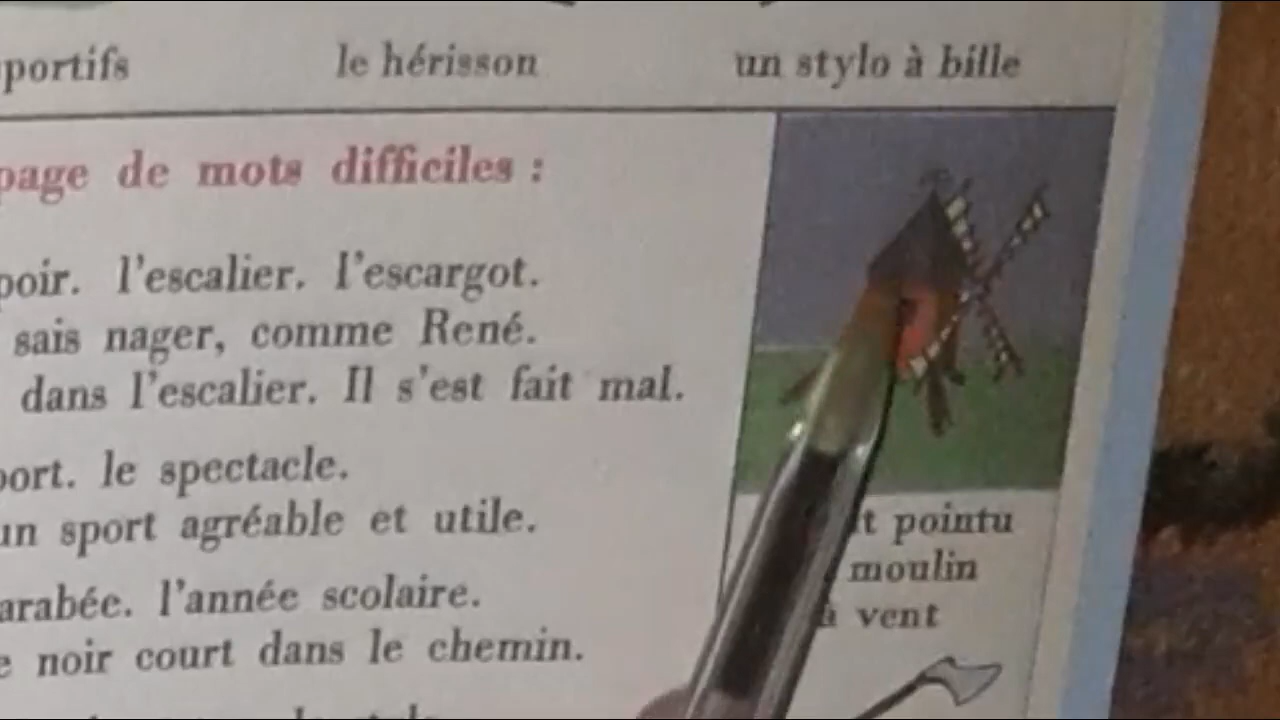 portifs le hérisson un stylo à bille
page de mots difficiles :
poir. l'escalier. l'escargot.
sais nager, comme René.
dans l'escalier. Il s'est fait mal.
port. le spectacle.
un sport agréable et utile.
arabée. l'année scolaire.
e noir court dans le chemin.
t pointu
moulin
à vent